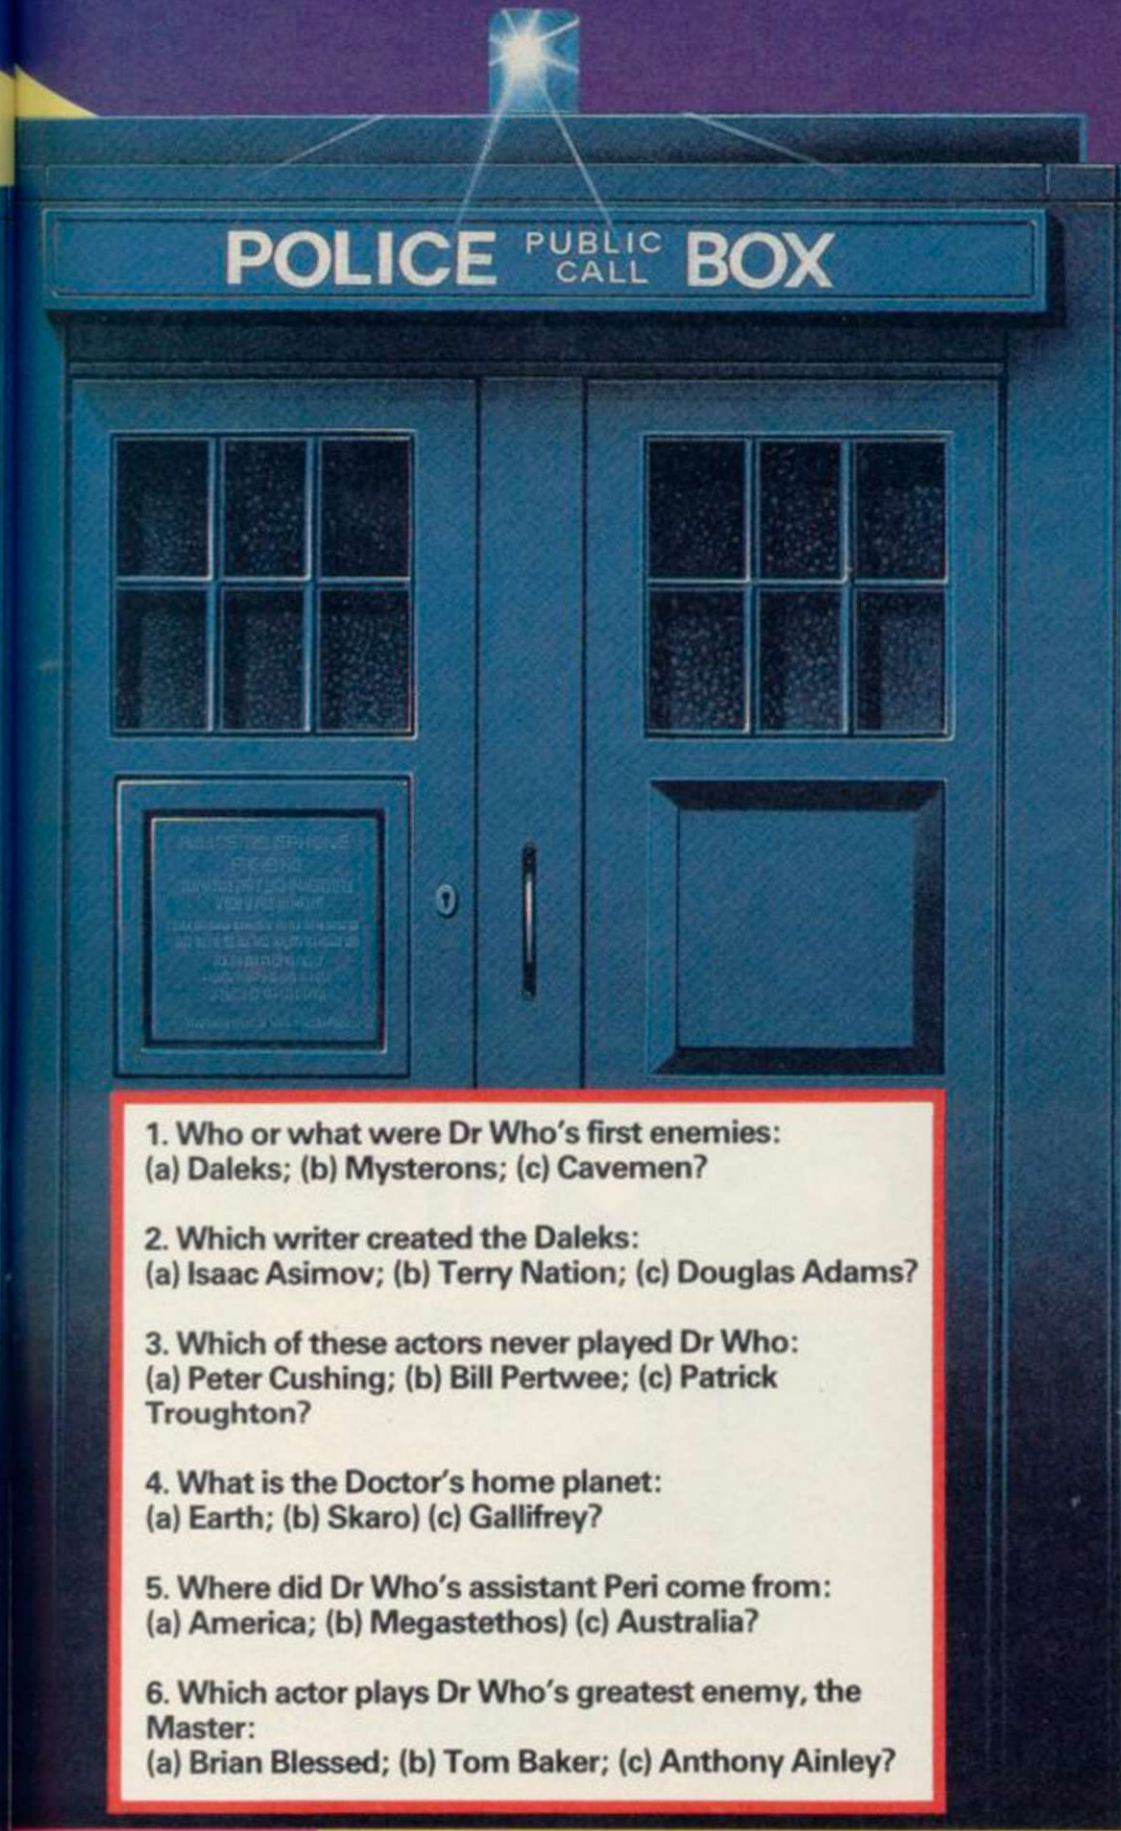 POLICE PUBLIC CALL BOX
1. Who or what were Dr Who's first enemies:
(a) Daleks; (b) Mysterons; (c) Cavemen?
2. Which writer created the Daleks:
(a) Isaac Asimov; (b) Terry Nation; (c) Douglas Adams?
3. Which of these actors never played Dr Who:
(a) Peter Cushing; (b) Bill Pertwee; (c) Patrick
Troughton?
4. What is the Doctor's home planet:
(a) Earth; (b) Skaro) (c) Gallifrey?
5. Where did Dr Who's assistant Peri come from:
(a) America; (b) Megastethos) (c) Australia?
6. Which actor plays Dr Who's greatest enemy, the
Master:
(a) Brian Blessed; (b) Tom Baker; (c) Anthony Ainley?